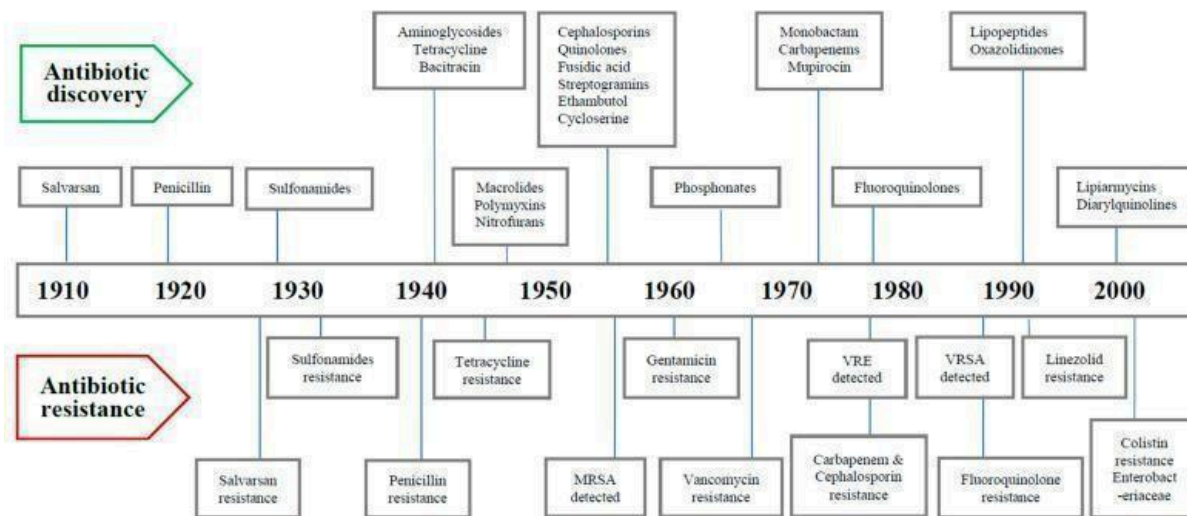 Antibiotic
discovery
Aminoglycosides
Tetracycline
Bacitracin
Cephalosporins
Quinolones
Fusidic acid
Streptogramins
Ethambutol
Cycloserine
Monobactam
Carbapenems
Mupirocin
Lipopeptides
Oxazolidinones
Salvarsan
Penicillin
Sulfonamides
Macrolides
Polymyxins
Nitrofurans
Phosphonates
Fluoroquinolones
Lipiarmycins
Diarylquinolines
1910 1920 1930 1940 1950 1960 1970 1980 1990 2000
Antibiotic
resistance
Sulfonamides
resistance
Tetracycline
resistance
Gentamicin
resistance
VRE
detected
VRSA
detected
Linezolid
resistance
Salvarsan
resistance
Penicillin
resistance
MRSA
detected
Vancomycin
resistance
Carbapenem &
Cephalosporin
resistance
Fluoroquinolone
resistance
Colistin
resistance
Enterobact
-eriaceae